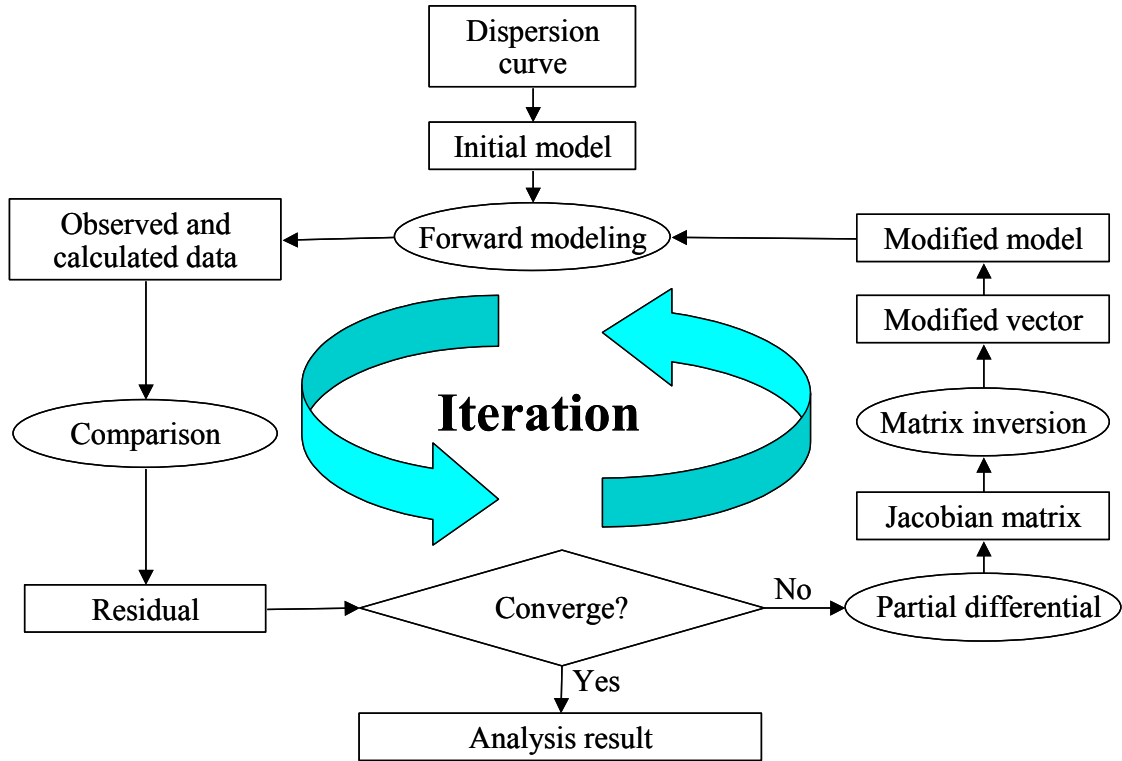 Dispersion
curve
Initial model
Observed and
calculated data
Forward modeling
Modified model
Modified vector
Iteration
Comparison
Matrix inversion
Jacobian matrix
Residual
Converge?
No
Partial differential
Yes
Analysis result